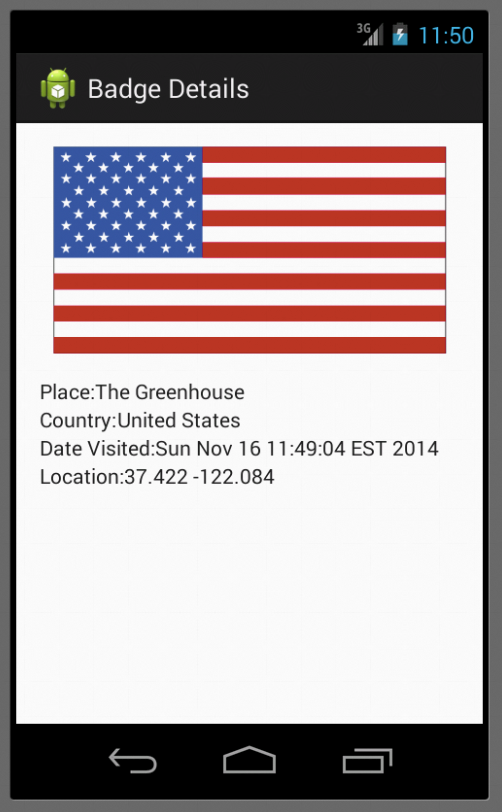 3G 11:50
Badge Details
Place:The Greenhouse
Country:United States
Date Visited:Sun Nov 16 11:49:04 EST 2014
Location:37.422 -122.084